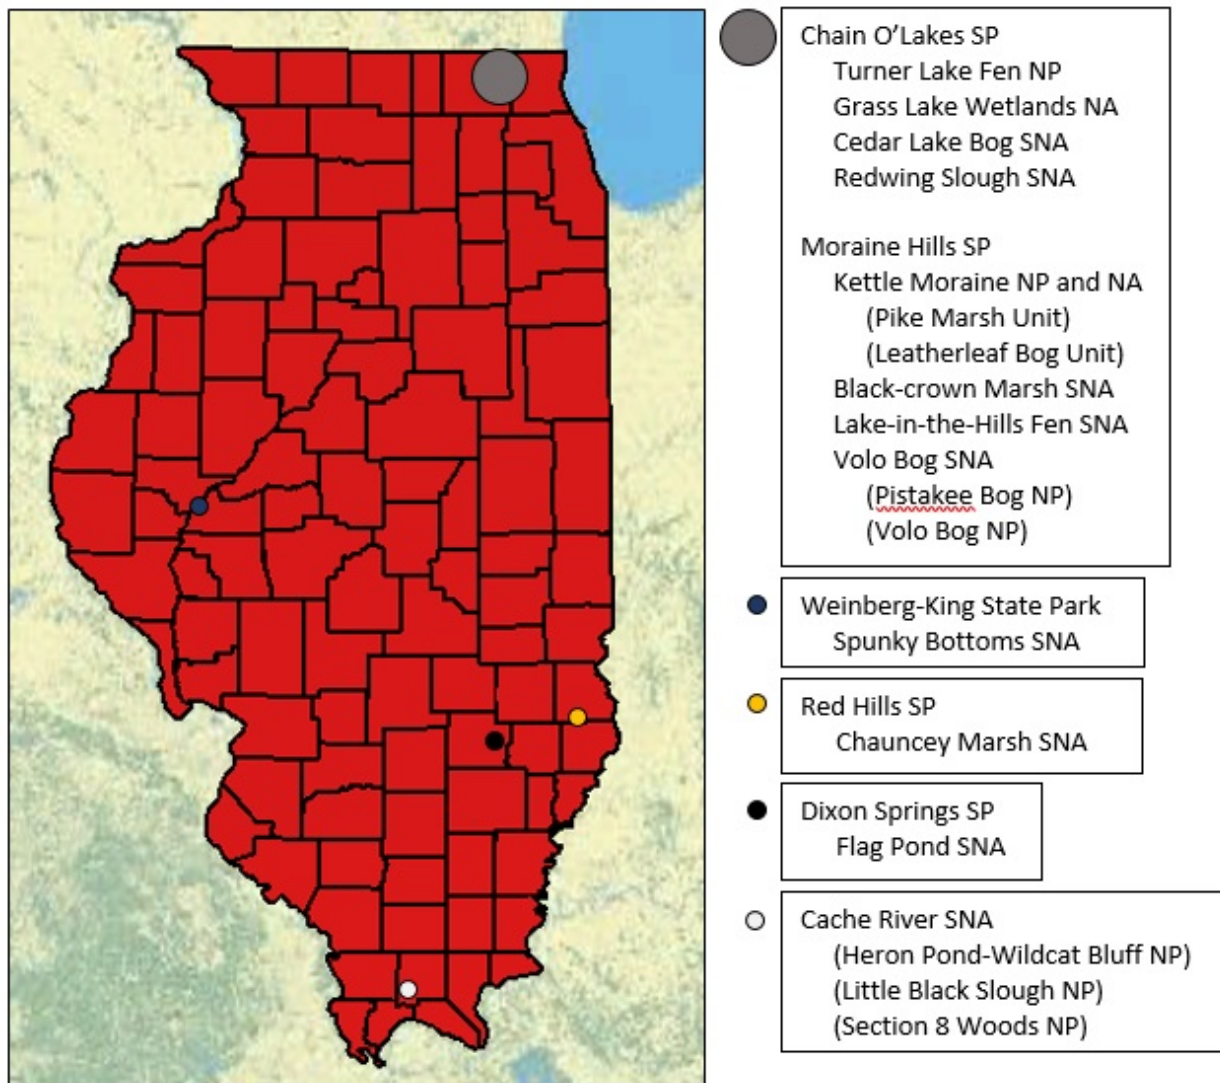 Chain O’Lakes SP
Turner Lake Fen NP
Grass Lake Wetlands NA
Cedar Lake Bog SNA
Redwing Slough SNA
Moraine Hills SP
Kettle Moraine NP and NA
(Pike Marsh Unit)
(Leatherleaf Bog Unit)
Black-crown Marsh SNA
Lake-in-the-Hills Fen SNA
Volo Bog SNA
(Pistakee Bog NP)
(Volo Bog NP)
Weinberg-King State Park
Spunky Bottoms SNA
Red Hills SP
Chauncey Marsh SNA
Dixon Springs SP
Flag Pond SNA
Cache River SNA
(Heron Pond-Wildcat Bluff NP)
(Little Black Slough NP)
(Section 8 Woods NP)